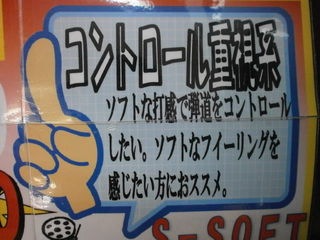 コントロール重視系
ソフトな打感で弾道をコントロール
したい。ソフトなフイーリングを
感じたい方におススメ。
S-SOFT